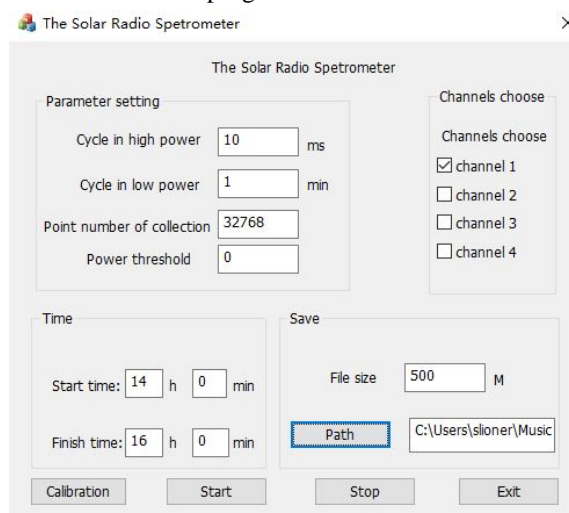 The Solar Radio Spetrometer
The Solar Radio Spetrometer
Parameter setting
Cycle in high power 10 ms
Cycle in low power 1 min
Point number of collection 32768
Power threshold 0
Channels choose
Channels choose
channel 1
channel 2
channel 3
channel 4
Time
Start time: 14 h 0 min
Finish time: 16 h 0 min
Save
File size 500 M
Path C:\Users\slioner\Music
Calibration Start Stop Exit